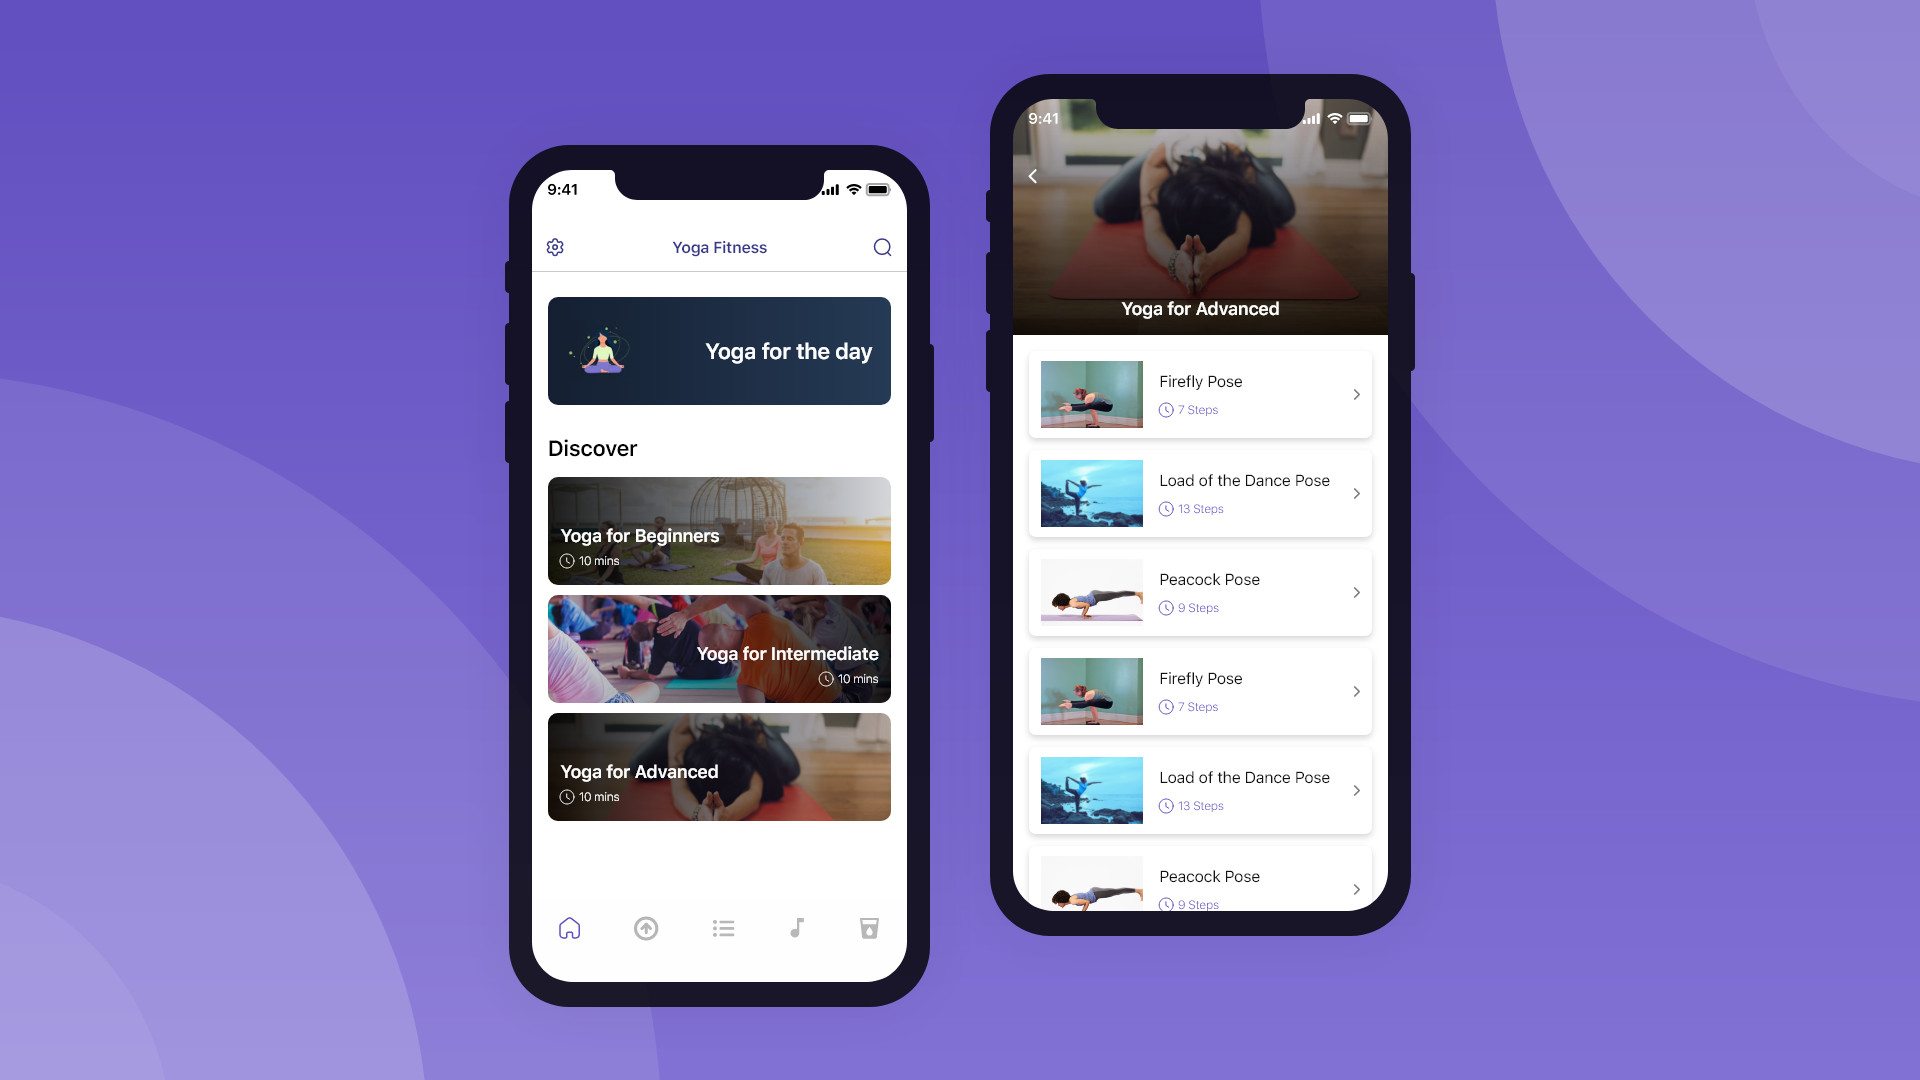 9:41
Yoga Fitness
Yoga for the day
Discover
Yoga for Beginners
10 mins
Yoga for Intermediate
10 mins
Yoga for Advanced
10 mins
9:41
Yoga for Advanced
Firefly Pose
7 Steps
Load of the Dance Pose
13 Steps
Peacock Pose
9 Steps
Firefly Pose
7 Steps
Load of the Dance Pose
13 Steps
Peacock Pose
9 Steps